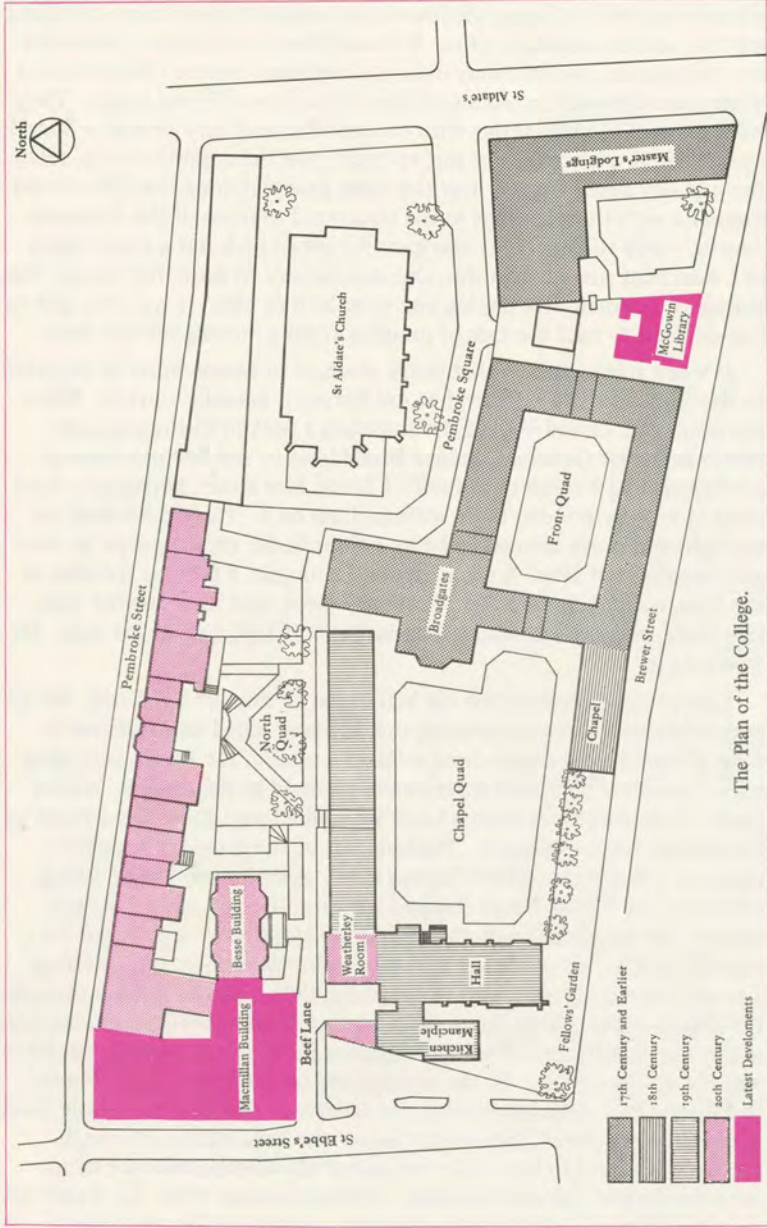 North
St Aldate's
Pembroke Street
St Aldate's Church
Pembroke Square
Master's Lodgings
McGowin
Library
Front Quad
Broadgates
Brewer Street
Chapel
North
Quad
Chapel Quad
Besse Building
Weatherley
Room
Hall
Macmillan Building
Beef Lane
Kitchen
Manciple
Fellows' Garden
St Ebbe's Street
17th Century and Earlier
18th Century
19th Century
20th Century
Latest Develoments
The Plan of the College.